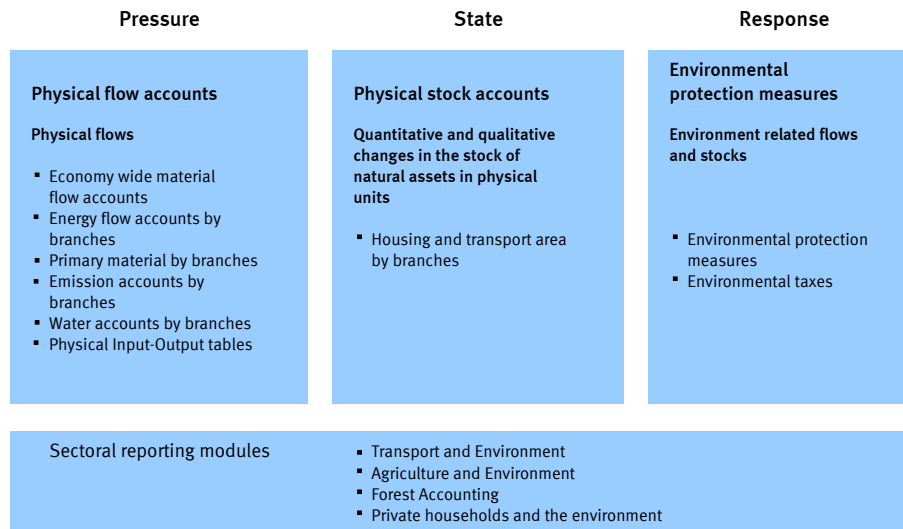 Pressure
State
Response
Physical flow accounts
Physical flows
▪ Economy wide material
flow accounts
▪ Energy flow accounts by
branches
▪ Primary material by branches
▪ Emission accounts by
branches
▪ Water accounts by branches
▪ Physical Input-Output tables
Physical stock accounts
Quantitative and qualitative
changes in the stock of
natural assets in physical
units
▪ Housing and transport area
by branches
Environmental
protection measures
Environment related flows
and stocks
▪ Environmental protection
measures
▪ Environmental taxes
Sectoral reporting modules
▪ Transport and Environment
▪ Agriculture and Environment
▪ Forest Accounting
▪ Private households and the environment